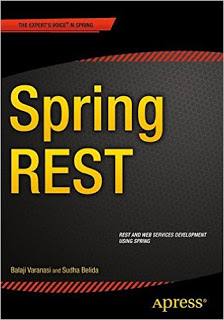 THE EXPERT'S VOICE® IN SPRING
Spring
REST
REST AND WEB SERVICES DEVELOPMENT
USING SPRING
Balaji Varanasi and Sudha Belida
Apress®